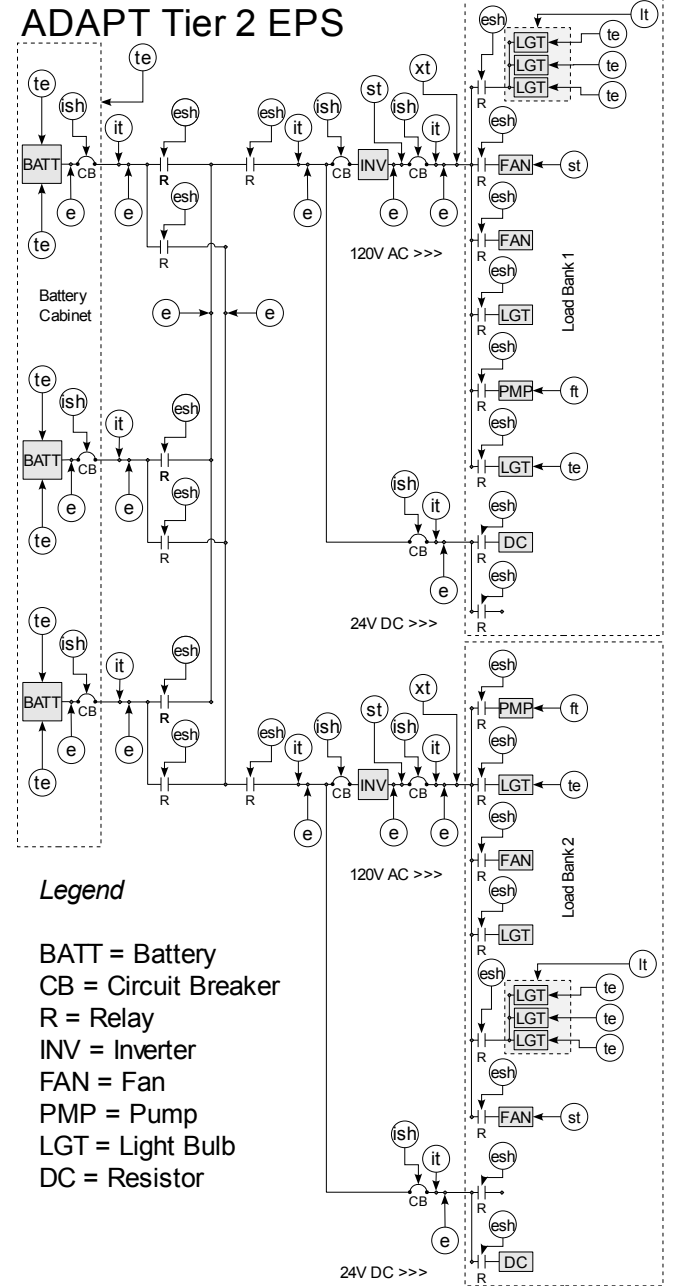 ADAPT Tier 2 EPS
lt
esh
LGT
te
LGT
te
LGT
te
R
te
te
ish
it
esh
esh
it
ish
st
ish
it
xt
esh
BATT
CB
R
R
CB
INV
CB
R
FAN
st
te
e
e
esh
R
e
e
e
120V AC >>>
esh
R
FAN
Battery
Cabinet
e
e
esh
R
LGT
Load Bank 1
esh
R
PMP
ft
te
ish
it
esh
esh
R
LGT
te
BATT
CB
R
te
e
e
esh
R
ish
it
CB
e
esh
R
DC
esh
R
24V DC >>>
te
ish
it
esh
BATT
CB
R
te
e
e
esh
R
esh
R
it
e
ish
CB
INV
st
e
ish
CB
it
e
xt
esh
R
PMP
ft
esh
R
LGT
te
120V AC >>>
esh
R
FAN
Load Bank 2
esh
R
LGT
lt
esh
R
LGT
te
LGT
te
LGT
te
esh
R
FAN
st
ish
it
CB
e
esh
R
esh
R
DC
24V DC >>>
Legend
BATT = Battery
CB = Circuit Breaker
R = Relay
INV = Inverter
FAN = Fan
PMP = Pump
LGT = Light Bulb
DC = Resistor